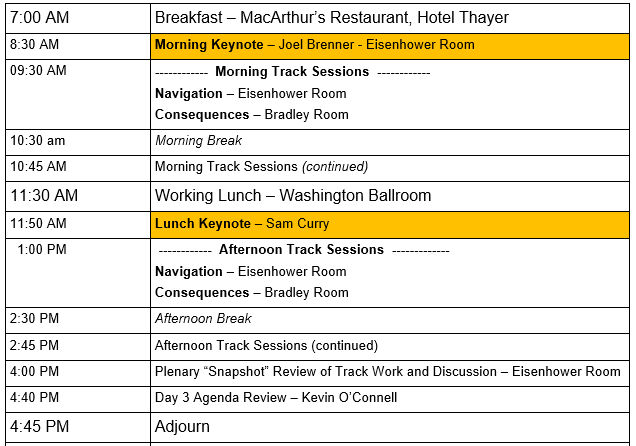 7:00 AM Breakfast – MacArthur's Restaurant, Hotel Thayer
8:30 AM Morning Keynote – Joel Brenner - Eisenhower Room
09:30 AM ------------ Morning Track Sessions ------------
Navigation – Eisenhower Room
Consequences – Bradley Room
10:30 am Morning Break
10:45 AM Morning Track Sessions (continued)
11:30 AM Working Lunch – Washington Ballroom
11:50 AM Lunch Keynote – Sam Curry
1:00 PM ------------ Afternoon Track Sessions -------------
Navigation – Eisenhower Room
Consequences – Bradley Room
2:30 PM Afternoon Break
2:45 PM Afternoon Track Sessions (continued)
4:00 PM Plenary “Snapshot” Review of Track Work and Discussion – Eisenhower Room
4:40 PM Day 3 Agenda Review – Kevin O'Connell
4:45 PM Adjourn